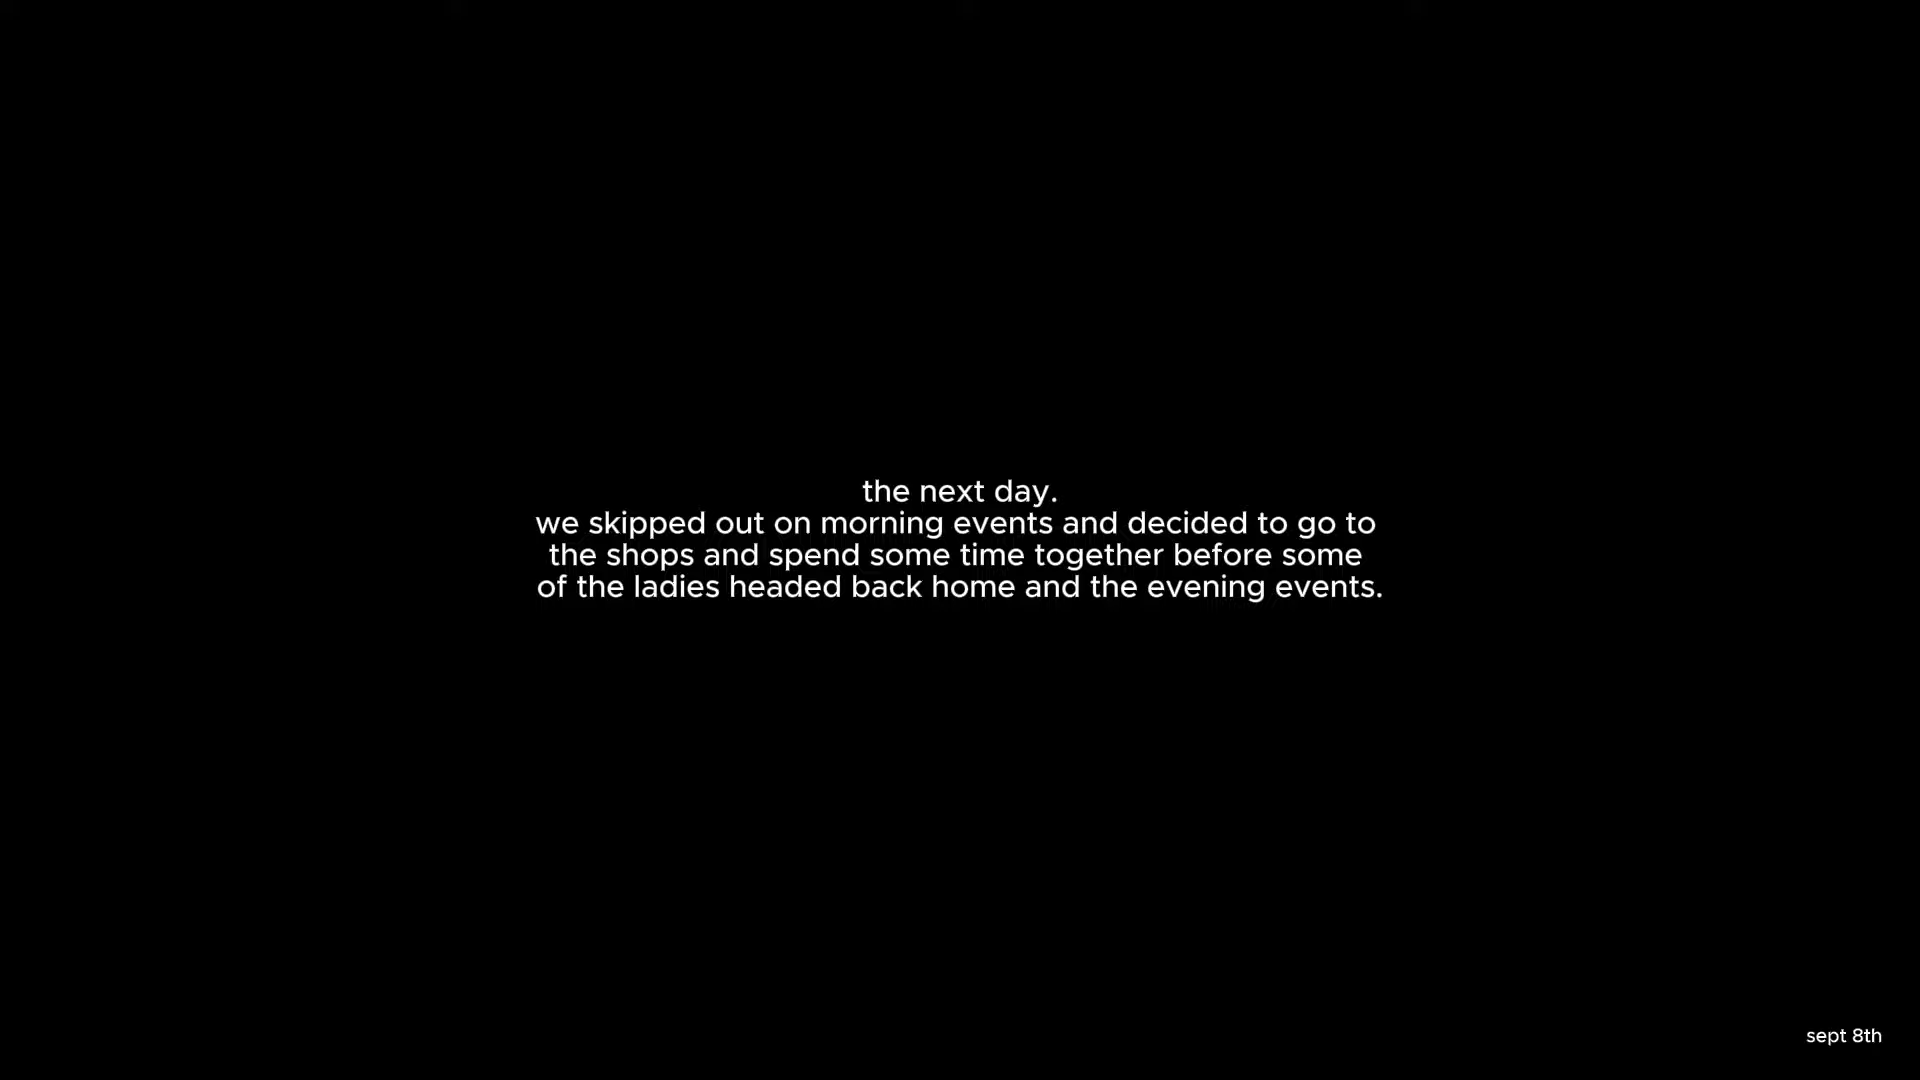 the next day.
we skipped out on morning events and decided to go to
the shops and spend some time together before some
of the ladies headed back home and the evening events.
sept 8th